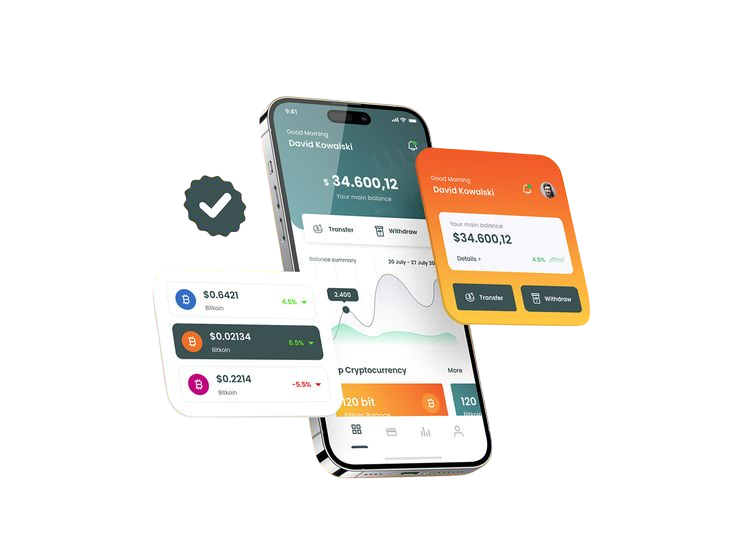 9:41
Good Morning
David Kowalski
$ 34.600,12
Your main balance
Transfer
Withdraw
Balance summary
20 July - 27 July 20
2.400
p Cryptocurrency
More
120 bit
Bitkoin Balance
120
Good Morning
David Kowalski
Your main balance
$34.600,12
Details >
4.5%
Transfer
Withdraw
$0.6421
Bitkoin
4.5%
$0.02134
Bitkoin
6.5%
$0.2214
Bitkoin
-5.5%